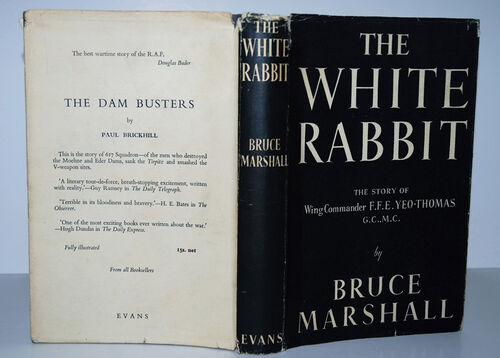 The best wartime story of the R.A.F.
Douglas Bader
THE DAM BUSTERS
by
PAUL BRICKHILL
This is the story of 617 Squadron—of the men who destroyed
the Moehne and Eder Dams, sank the Tirpitz and smashed the
V-weapon sites.
'A literary tour-de-force, breath-stopping excitement, written
with reality.'—Guy Ramsey in The Daily Telegraph.
'Terrible in its bloodiness and bravery.'—H. E. Bates in The
Observer.
'One of the most exciting books ever written about the war.'
—Hugh Dundas in The Daily Express.
Fully illustrated
15s. net
From all Booksellers
EVANS
THE
WHITE
RABBIT
BRUCE
MARSHALL
EVANS
THE
WHITE
RABBIT
THE STORY OF
Wing Commander F.F.E. YEO-THOMAS
G.C., M.C.
by
BRUCE
MARSHALL